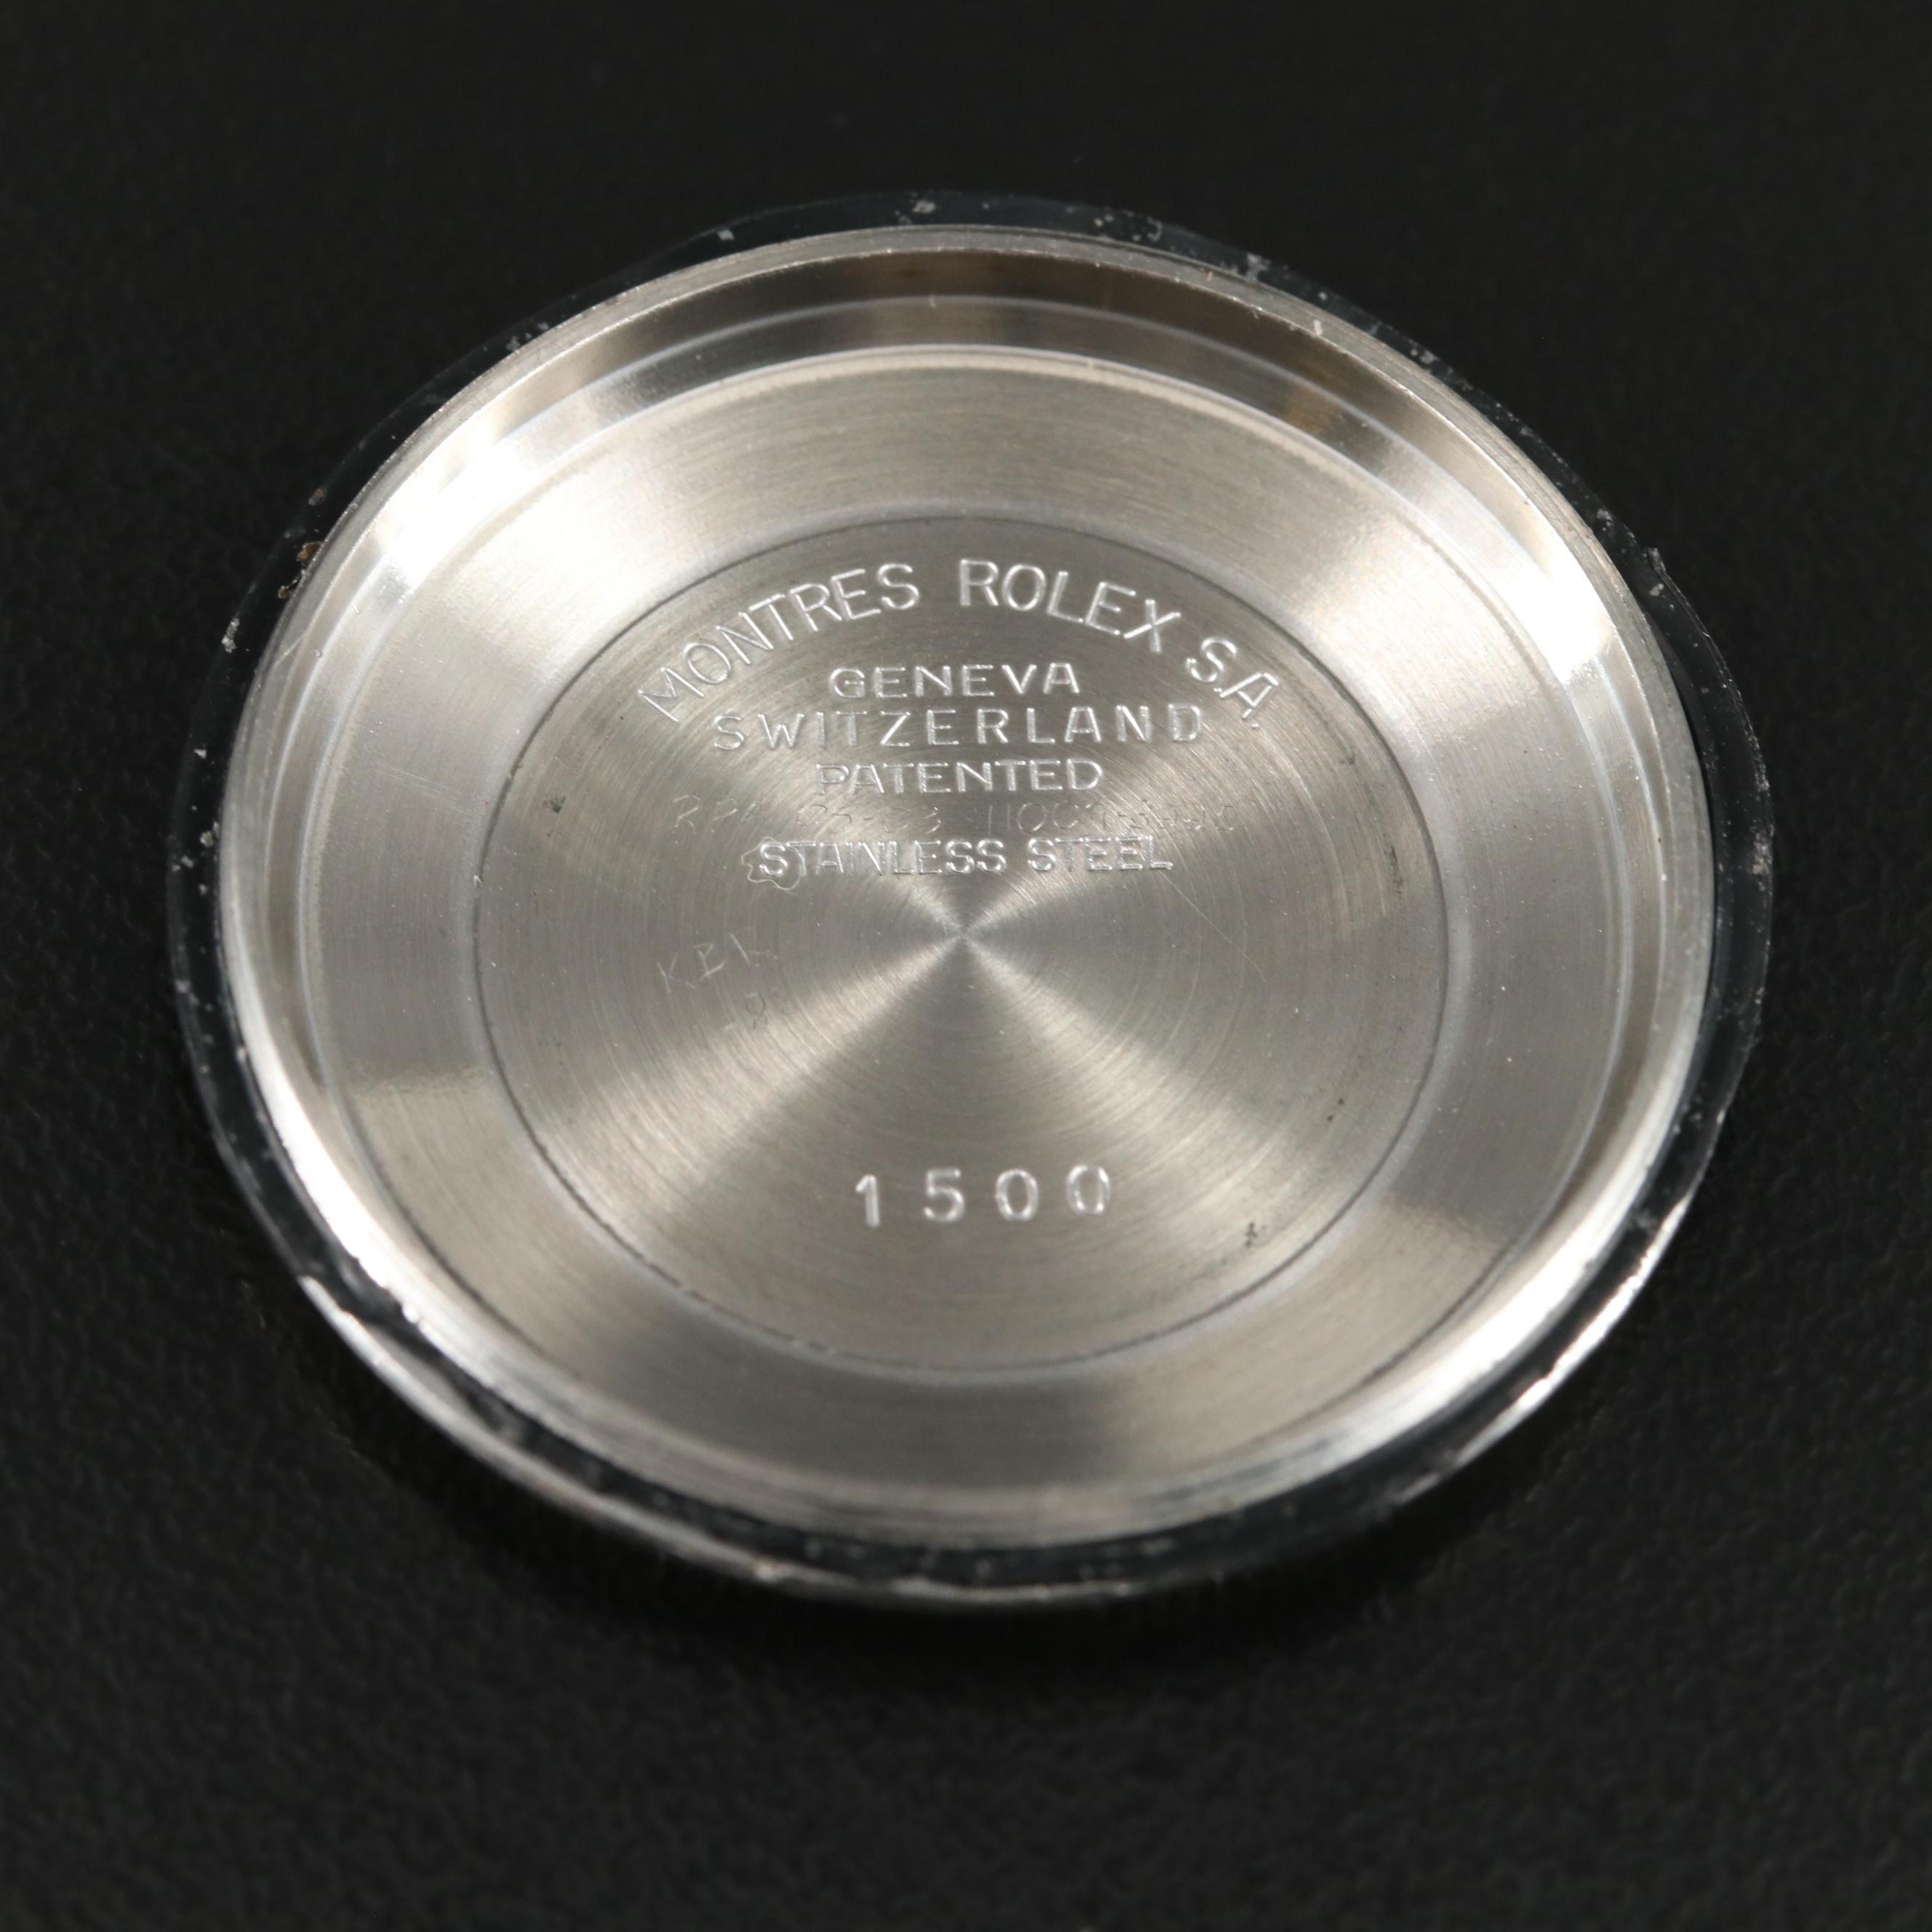 MONTRES ROLEX S.A.
GENEVA
SWITZERLAND
PATENTED
STAINLESS STEEL
1500